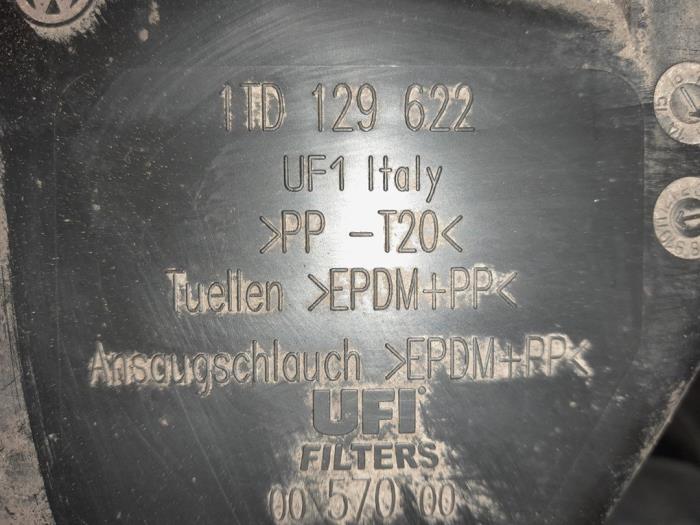 1TD 129 622
UF1 Italy
>PP -T20<
Tuellen >EPDM+PP<
Ansaugschlauch >EPDM+PP<
UFI
FILTERS
00 570 00